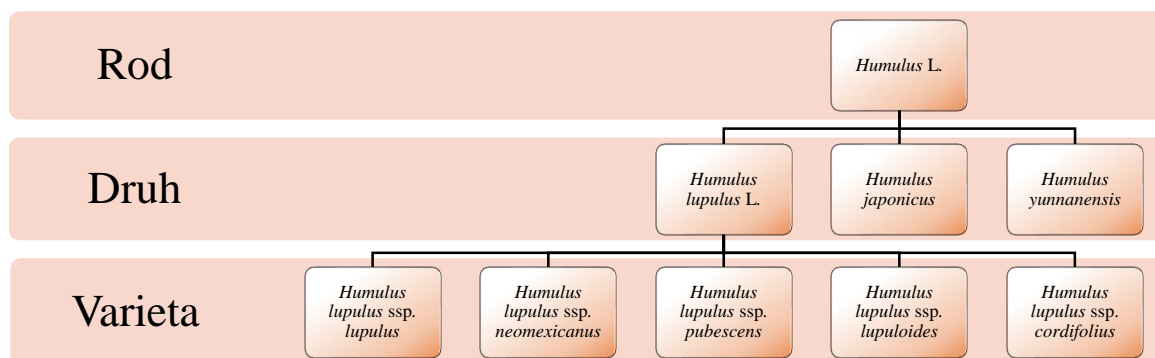 Rod
Humulus L.
Druh
Humulus
lupulus L.
Humulus
japonicus
Humulus
yunnanensis
Varieta
Humulus
lupulus ssp.
lupulus
Humulus
lupulus ssp.
neomexicanus
Humulus
lupulus ssp.
pubescens
Humulus
lupulus ssp.
lupuloides
Humulus
lupulus ssp.
cordifolius